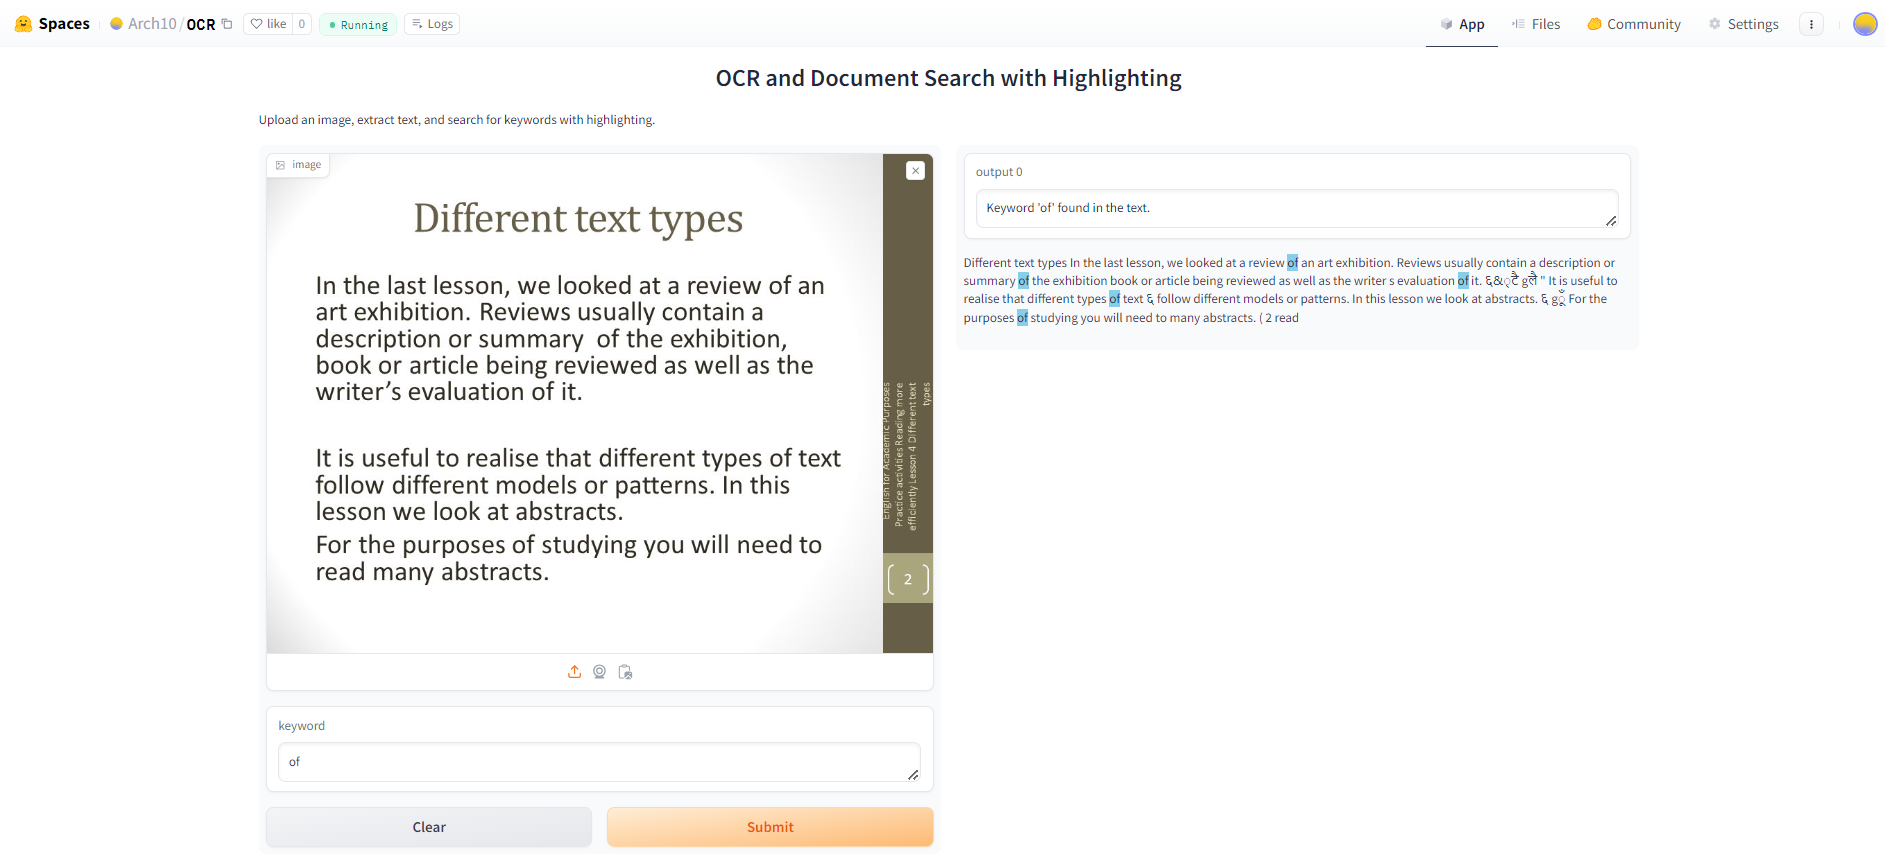 Spaces
Arch10/OCR
like 0
Running
Logs
App
Files
Community
Settings
OCR and Document Search with Highlighting
Upload an image, extract text, and search for keywords with highlighting.
image
Different text types
In the last lesson, we looked at a review of an
art exhibition. Reviews usually contain a
description or summary  of the exhibition,
book or article being reviewed as well as the
writer’s evaluation of it.
It is useful to realise that different types of text
follow different models or patterns. In this
lesson we look at abstracts.
For the purposes of studying you will need to
read many abstracts.
English for Academic Purposes
Practice activities Reading more
efficiently Lesson 4 Different text
types
2
keyword
of
Clear
Submit
output 0
Keyword 'of' found in the text.
Different text types In the last lesson, we looked at a review of an art exhibition. Reviews usually contain a description or
summary of the exhibition book or article being reviewed as well as the writer s evaluation of it. ६&़टै gलै " It is useful to
realise that different types of text ६ follow different models or patterns. In this lesson we look at abstracts. ६ gूँ For the
purposes of studying you will need to many abstracts. ( 2 read